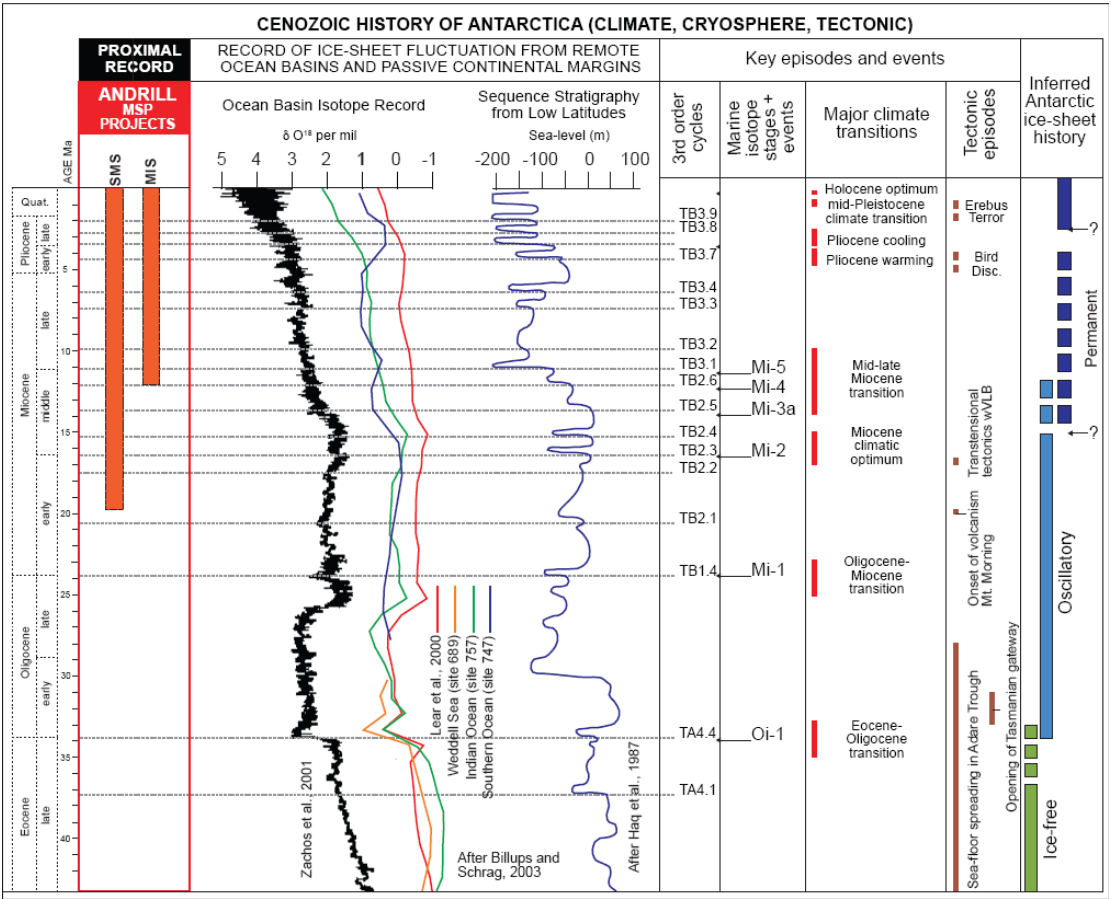 CENOZOIC HISTORY OF ANTARCTICA (CLIMATE, CRYOSPHERE, TECTONIC)
PROXIMAL
RECORD
RECORD OF ICE-SHEET FLUCTUATION FROM REMOTE
OCEAN BASINS AND PASSIVE CONTINENTAL MARGINS
Key episodes and events
Inferred
Antarctic
ice-sheet
history
ANDRILL
MSP
PROJECTS
Ocean Basin Isotope Record
Sequence Stratigraphy
from Low Latitudes
3rd order
cycles
Marine
isotope
stages +
events
Major climate
transitions
Tectonic
episodes
AGE Ma
SMS
MIS
δ O18 per mil
5 4 3 2 1 0 -1
Sea-level (m)
-200 -100 0 100
Quat.
Pliocene
late
early
Miocene
late
middle
early
Oligocene
late
early
Eocene
late
5
10
15
20
25
30
35
40
Zachos et al., 2001
Lear et al., 2000
Weddell Sea (site 689)
Indian Ocean (site 757)
Southern Ocean (site 747)
After Billups and
Schrag, 2003
After Haq et al., 1987
TB3.9
TB3.8
TB3.7
TB3.4
TB3.3
TB3.2
TB3.1
TB2.6
TB2.5
TB2.4
TB2.3
TB2.2
TB2.1
TB1.4
TA4.4
TA4.1
Mi-5
Mi-4
Mi-3a
Mi-2
Mi-1
Oi-1
Holocene optimum
mid-Pleistocene
climate transition
Pliocene cooling
Pliocene warming
Mid-late
Miocene
transition
Miocene
climatic
optimum
Oligocene-
Miocene
transition
Eocene-
Oligocene
transition
Erebus
Terror
Bird
Disc.
Transtensional
tectonics wVLB
Onset of volcanism
Mt. Morning
Sea-floor spreading in Adare Trough
Opening of Tasmanian gateway
?
Permanent
?
Oscillatory
Ice-free